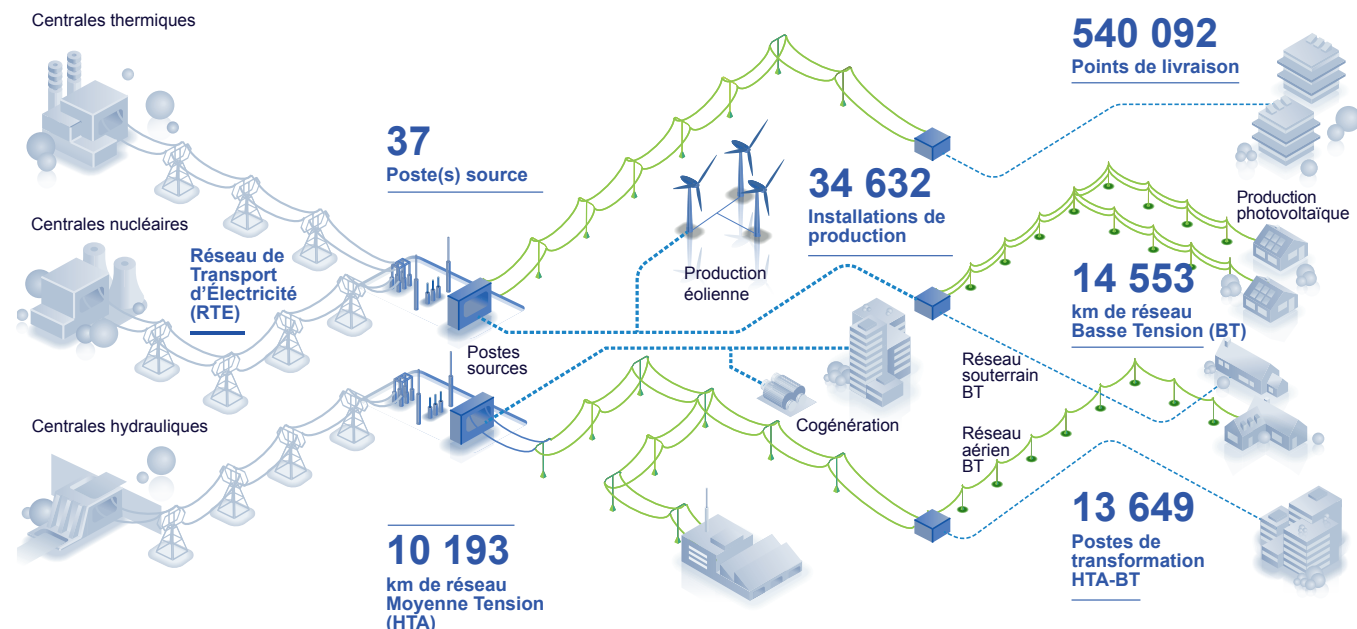 Centrales thermiques
540 092
Points de livraison
37
Poste(s) source
34 632
Installations de
production
Production
photovoltaïque
Centrales nucléaires
Réseau de
Transport
d’Électricité
(RTE)
Production
éolienne
14 553
km de réseau
Basse Tension (BT)
Postes
sources
Réseau
souterrain
BT
Centrales hydrauliques
Cogénération
Réseau
aérien
BT
10 193
km de réseau
Moyenne Tension
(HTA)
13 649
Postes de
transformation
HTA-BT